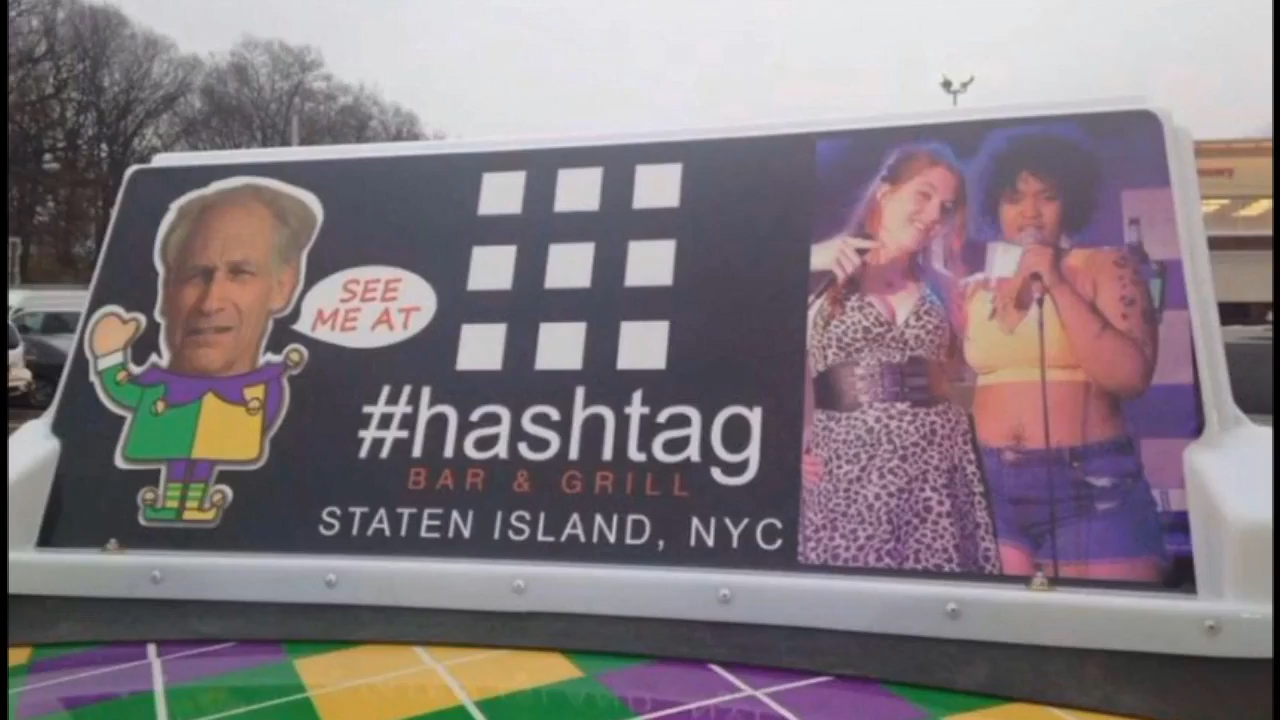 SEE
ME AT
#hashtag
BAR & GRILL
STATEN ISLAND, NYC